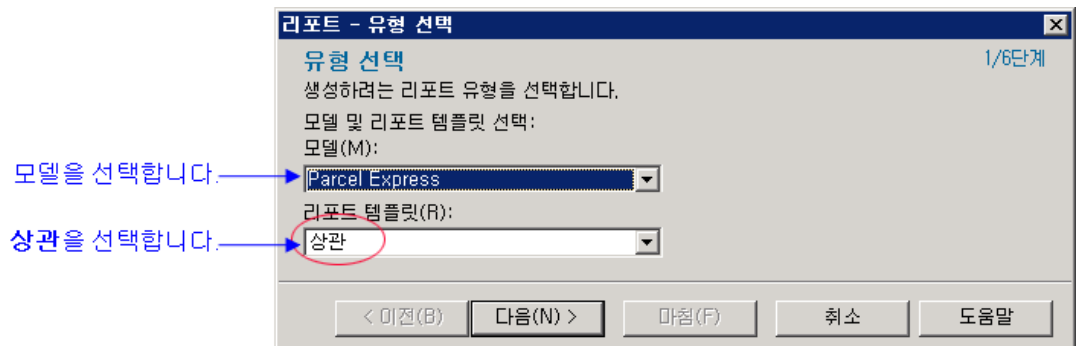 리포트 - 유형 선택
유형 선택
1/6단계
생성하려는 리포트 유형을 선택합니다.
모델 및 리포트 템플릿 선택:
모델(M):
모델을 선택합니다.
Parcel Express
리포트 템플릿(R):
상관을 선택합니다.
상관
< 이전(B)
다음(N) >
마침(F)
취소
도움말